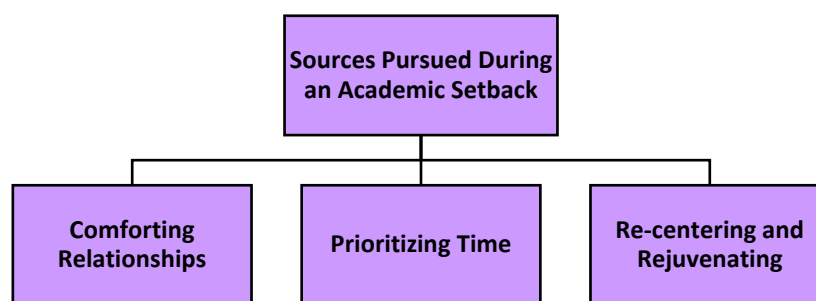 Sources Pursued During
an Academic Setback
Comforting
Relationships
Prioritizing Time
Re-centering and
Rejuvenating